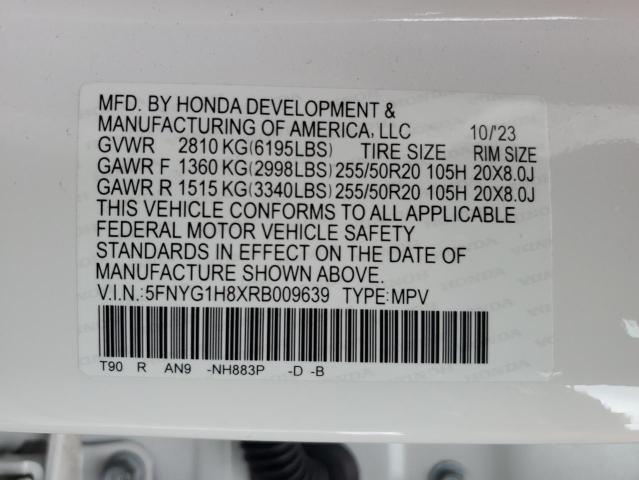 MFD. BY HONDA DEVELOPMENT &
MANUFACTURING OF AMERICA, LLC 10/'23
GVWR 2810 KG(6195LBS) TIRE SIZE RIM SIZE
GAWR F 1360 KG(2998LBS) 255/50R20 105H 20X8.0J
GAWR R 1515 KG(3340LBS) 255/50R20 105H 20X8.0J
THIS VEHICLE CONFORMS TO ALL APPLICABLE
FEDERAL MOTOR VEHICLE SAFETY
STANDARDS IN EFFECT ON THE DATE OF
MANUFACTURE SHOWN ABOVE.
V.I.N.:5FNYG1H8XRB009639 TYPE:MPV
T90 R AN9 -NH883P -D -B